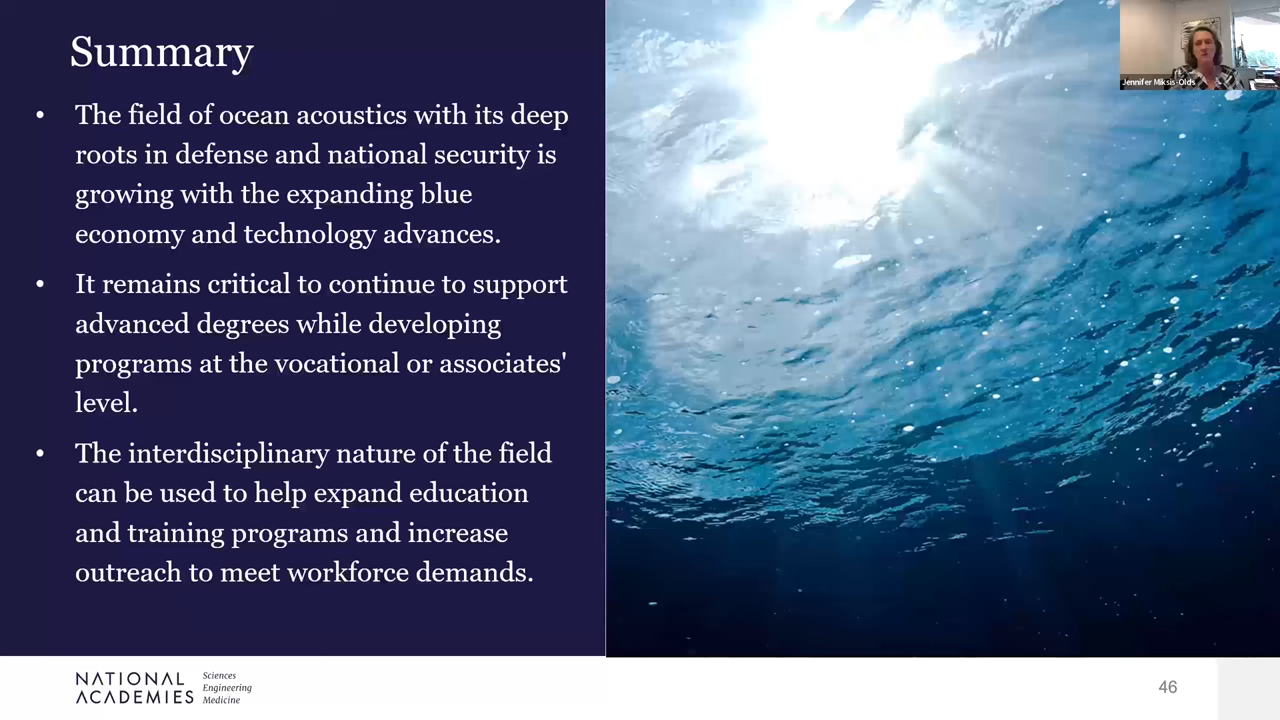 Summary
• The field of ocean acoustics with its deep
roots in defense and national security is
growing with the expanding blue
economy and technology advances.
• It remains critical to continue to support
advanced degrees while developing
programs at the vocational or associates'
level.
• The interdisciplinary nature of the field
can be used to help expand education
and training programs and increase
outreach to meet workforce demands.
Jennifer Miksis-Olds
NATIONAL
ACADEMIES
Sciences
Engineering
Medicine
46